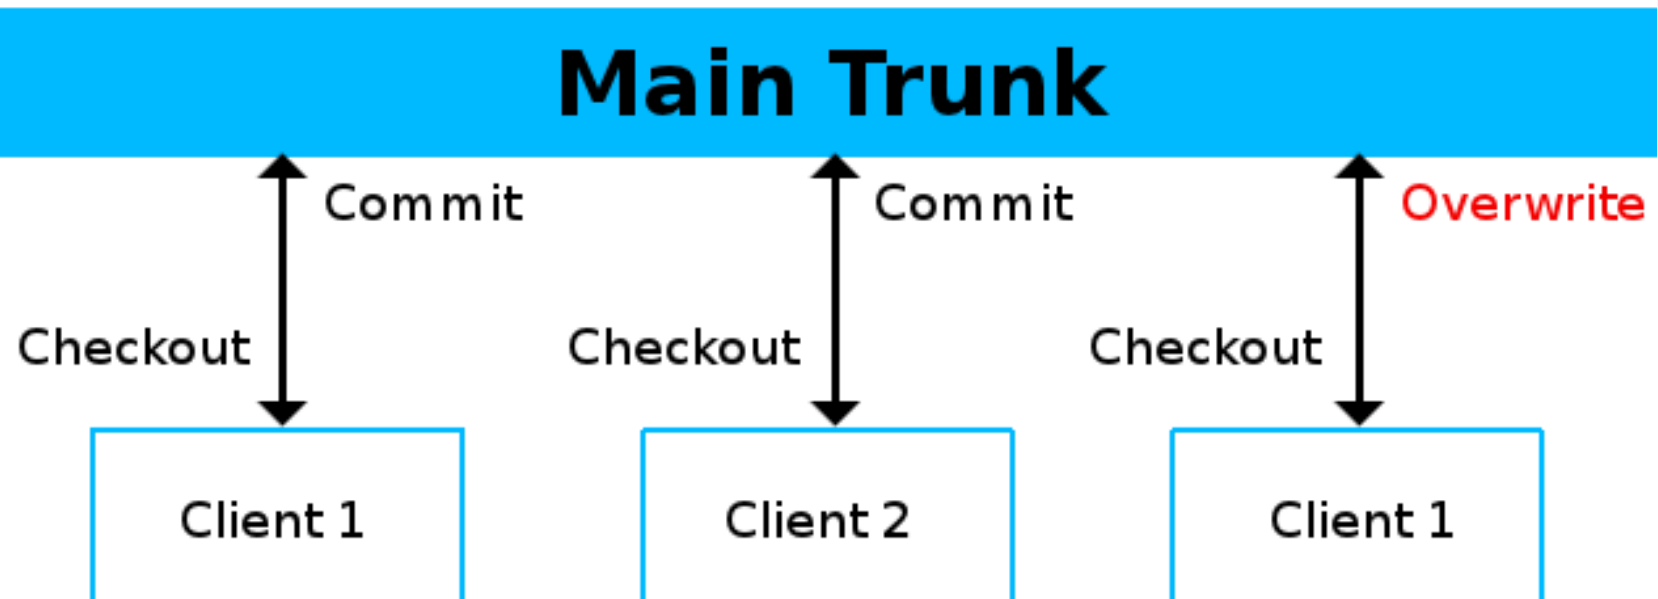 Main Trunk
Commit
Commit
Overwrite
Checkout
Checkout
Checkout
Client 1
Client 2
Client 1